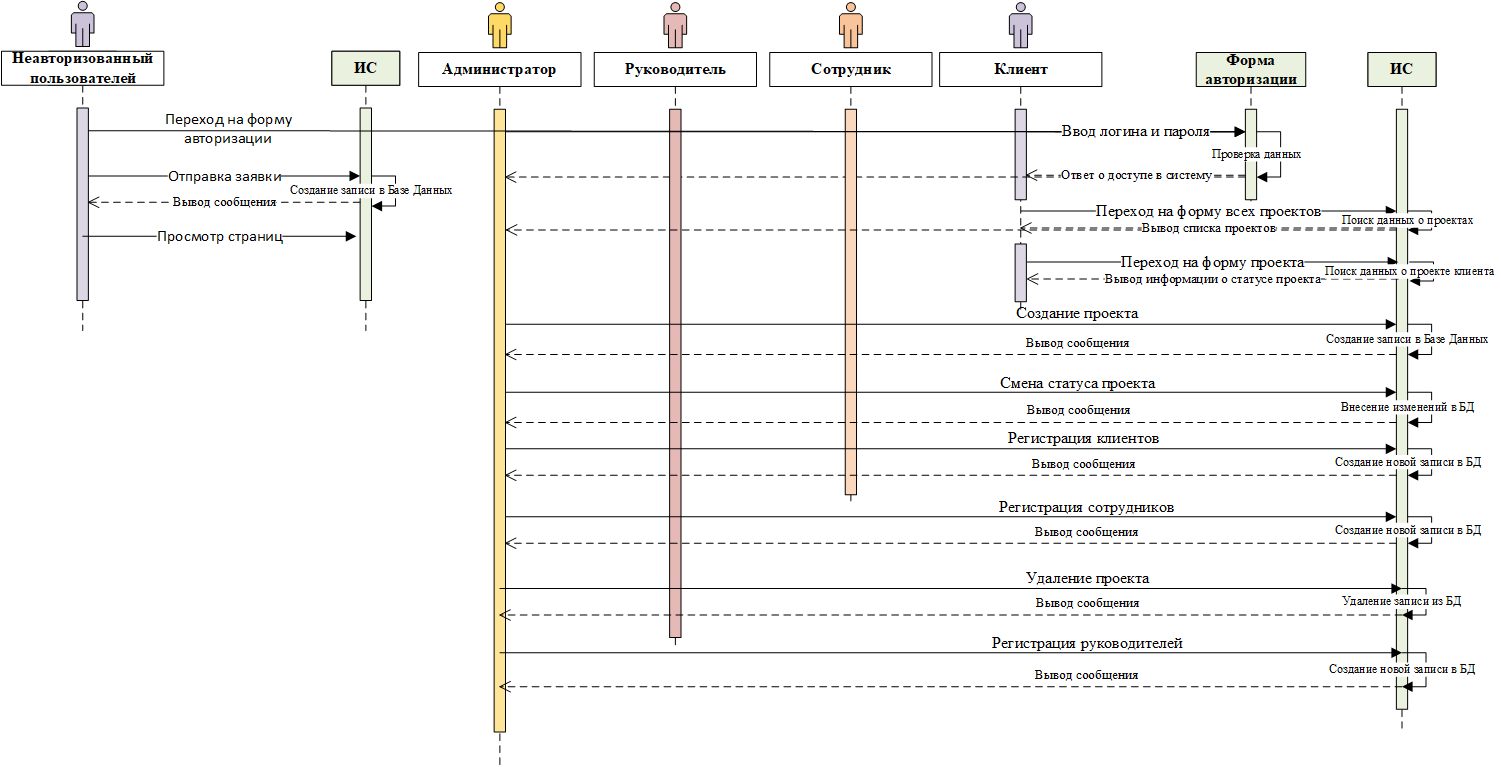 Неавторизованный
пользователей
ИС
Администратор
Руководитель
Сотрудник
Клиент
Форма
авторизации
ИС
Переход на форму
авторизации
Ввод логина и пароля
Проверка данных
Отправка заявки
Ответ о доступе в систему
Создание записи в Базе Данных
Вывод сообщения
Переход на форму всех проектов
Поиск данных о проектах
Вывод списка проектов
Просмотр страниц
Переход на форму проекта
Поиск данных о проекте клиента
Вывод информации о статусе проекта
Создание проекта
Создание записи в Базе Данных
Вывод сообщения
Смена статуса проекта
Внесение изменений в БД
Вывод сообщения
Регистрация клиентов
Создание новой записи в БД
Вывод сообщения
Регистрация сотрудников
Создание новой записи в БД
Вывод сообщения
Удаление проекта
Удаление записи из БД
Вывод сообщения
Регистрация руководителей
Создание новой записи в БД
Вывод сообщения